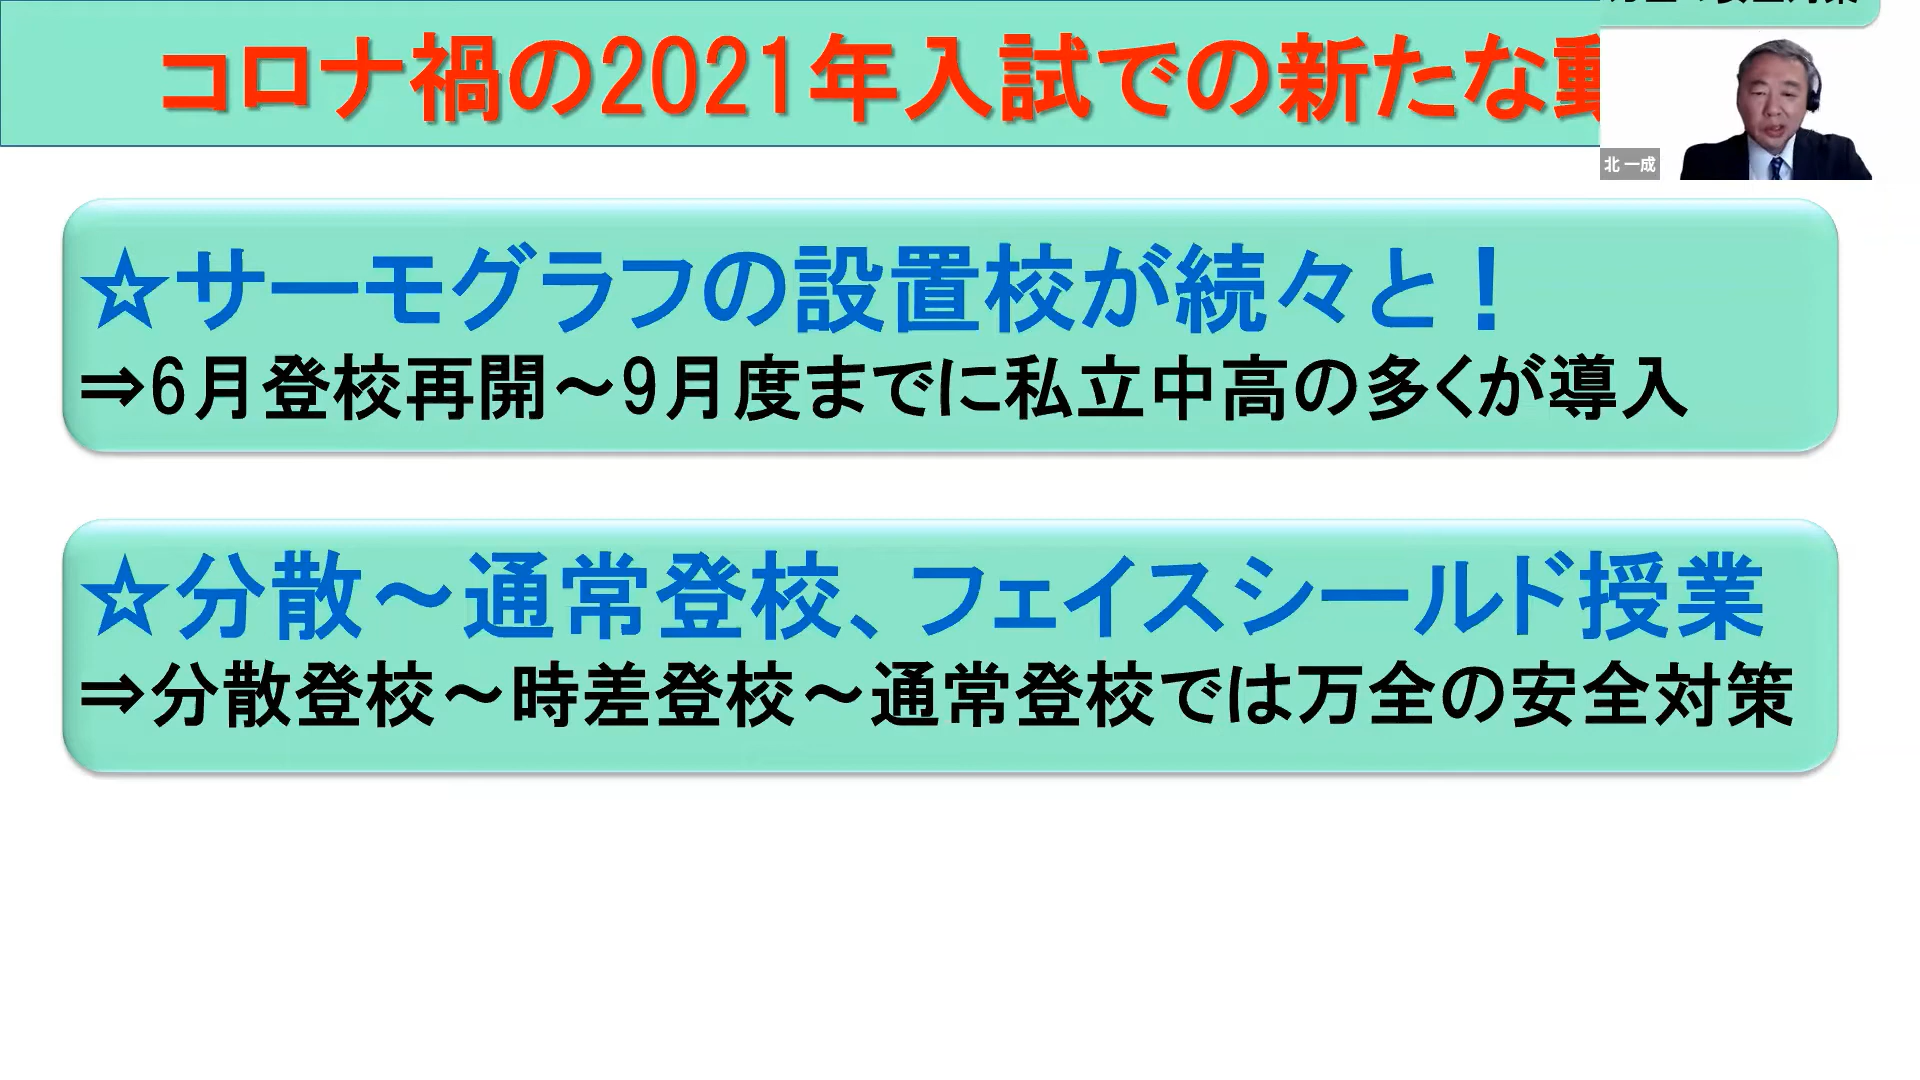 コロナ禍の2021年入試での新たな動
北 一成
☆サーモグラフの設置校が続々と！
⇒6月登校再開～9月度までに私立中高の多くが導入
☆分散～通常登校、フェイスシールド授業
⇒分散登校～時差登校～通常登校では万全の安全対策